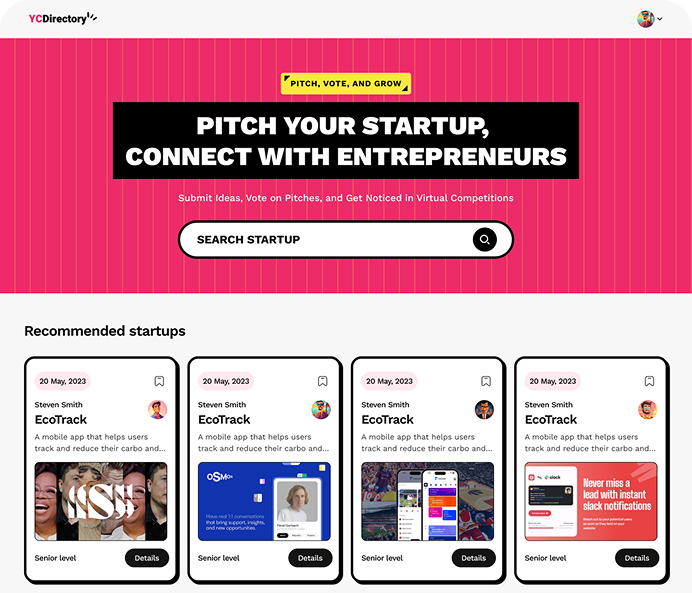 YCDirectory
PITCH, VOTE, AND GROW
PITCH YOUR STARTUP,
CONNECT WITH ENTREPRENEURS
Submit Ideas, Vote on Pitches, and Get Noticed in Virtual Competitions
SEARCH STARTUP
Recommended startups
20 May, 2023
Steven Smith
EcoTrack
A mobile app that helps users
track and reduce their carbo and...
Senior level
Details
20 May, 2023
Steven Smith
EcoTrack
A mobile app that helps users
track and reduce their carbo and...
OSMO
Have red 11 conversations
that bring support, insights,
and new opportunities.
Senior level
Details
20 May, 2023
Steven Smith
EcoTrack
A mobile app that helps users
track and reduce their carbo and...
Senior level
Details
20 May, 2023
Steven Smith
EcoTrack
A mobile app that helps users
track and reduce their carbo and...
slack
Never miss a
lead with instant
slack notifications
Senior level
Details